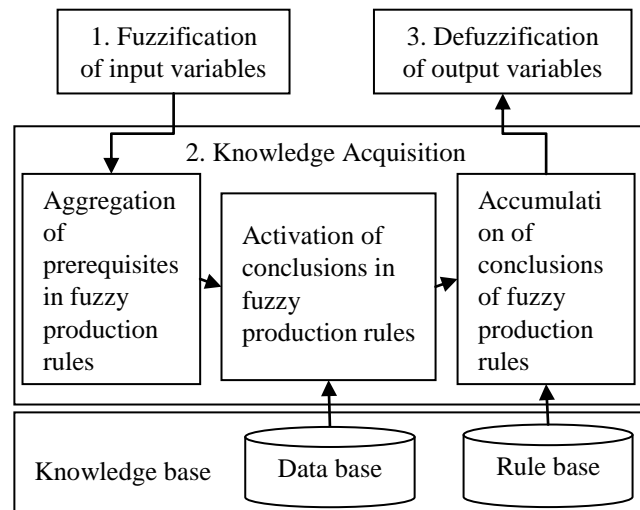 1. Fuzzification
of input variables
3. Defuzzification
of output variables
2. Knowledge Acquisition
Aggregation
of
prerequisites
in fuzzy
production
rules
Activation of
conclusions in
fuzzy
production rules
Accumulati
on of
conclusions
of fuzzy
production
rules
Knowledge base
Data base
Rule base